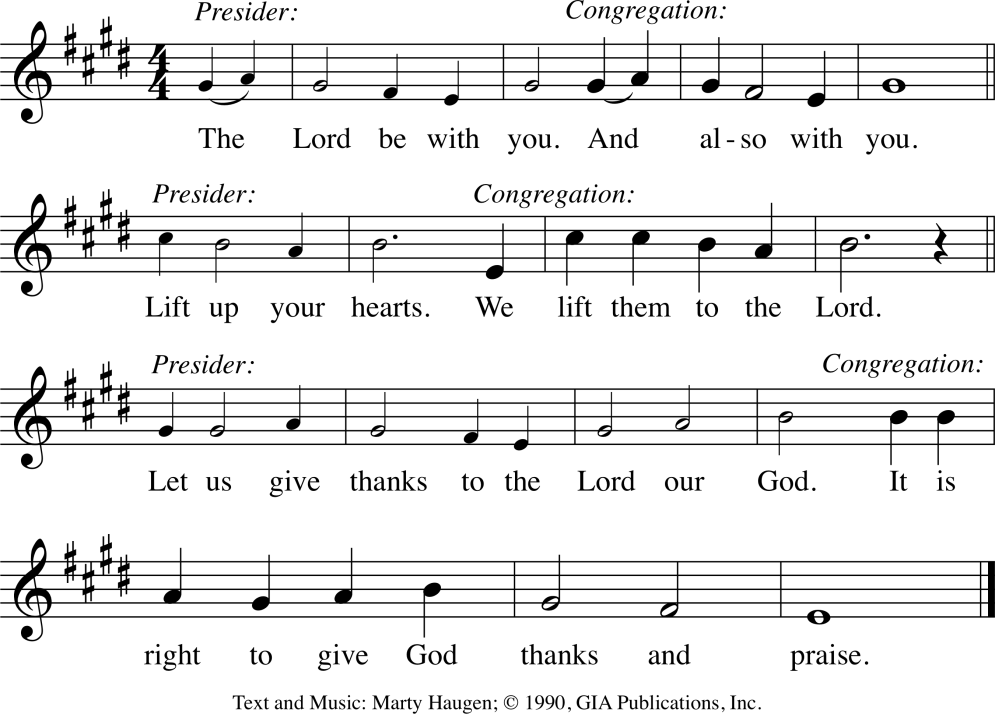 Presider: Congregation:
The Lord be with you. And al - so with you.
Presider: Congregation:
Lift up your hearts. We lift them to the Lord.
Presider: Congregation:
Let us give thanks to the Lord our God. It is
right to give God thanks and praise.
Text and Music: Marty Haugen; © 1990, GIA Publications, Inc.